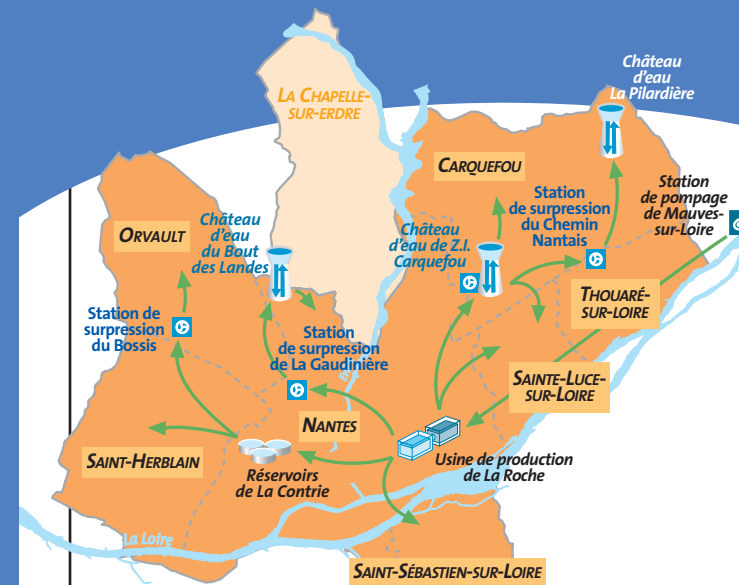 Château
d'eau
La Pilardière
LA CHAPELLE-
SUR-ERDRE
CARQUEFOU
Station
de pompage
de Mauves-
sur-Loire
Station
de surpression
du Chemin
Nantais
ORVAULT
Château
d'eau
du Bout
des Landes
Château
d'eau de Z.I.
Carquefou
THOUARÉ-
SUR-LOIRE
Station de
surpression
du Bossis
Station
de surpression
de La Gaudinière
SAINTE-LUCE-
SUR-LOIRE
NANTES
SAINT-HERBLAIN
Réservoirs
de La Contrie
Usine de production
de La Roche
La Loire
SAINT-SÉBASTIEN-SUR-LOIRE